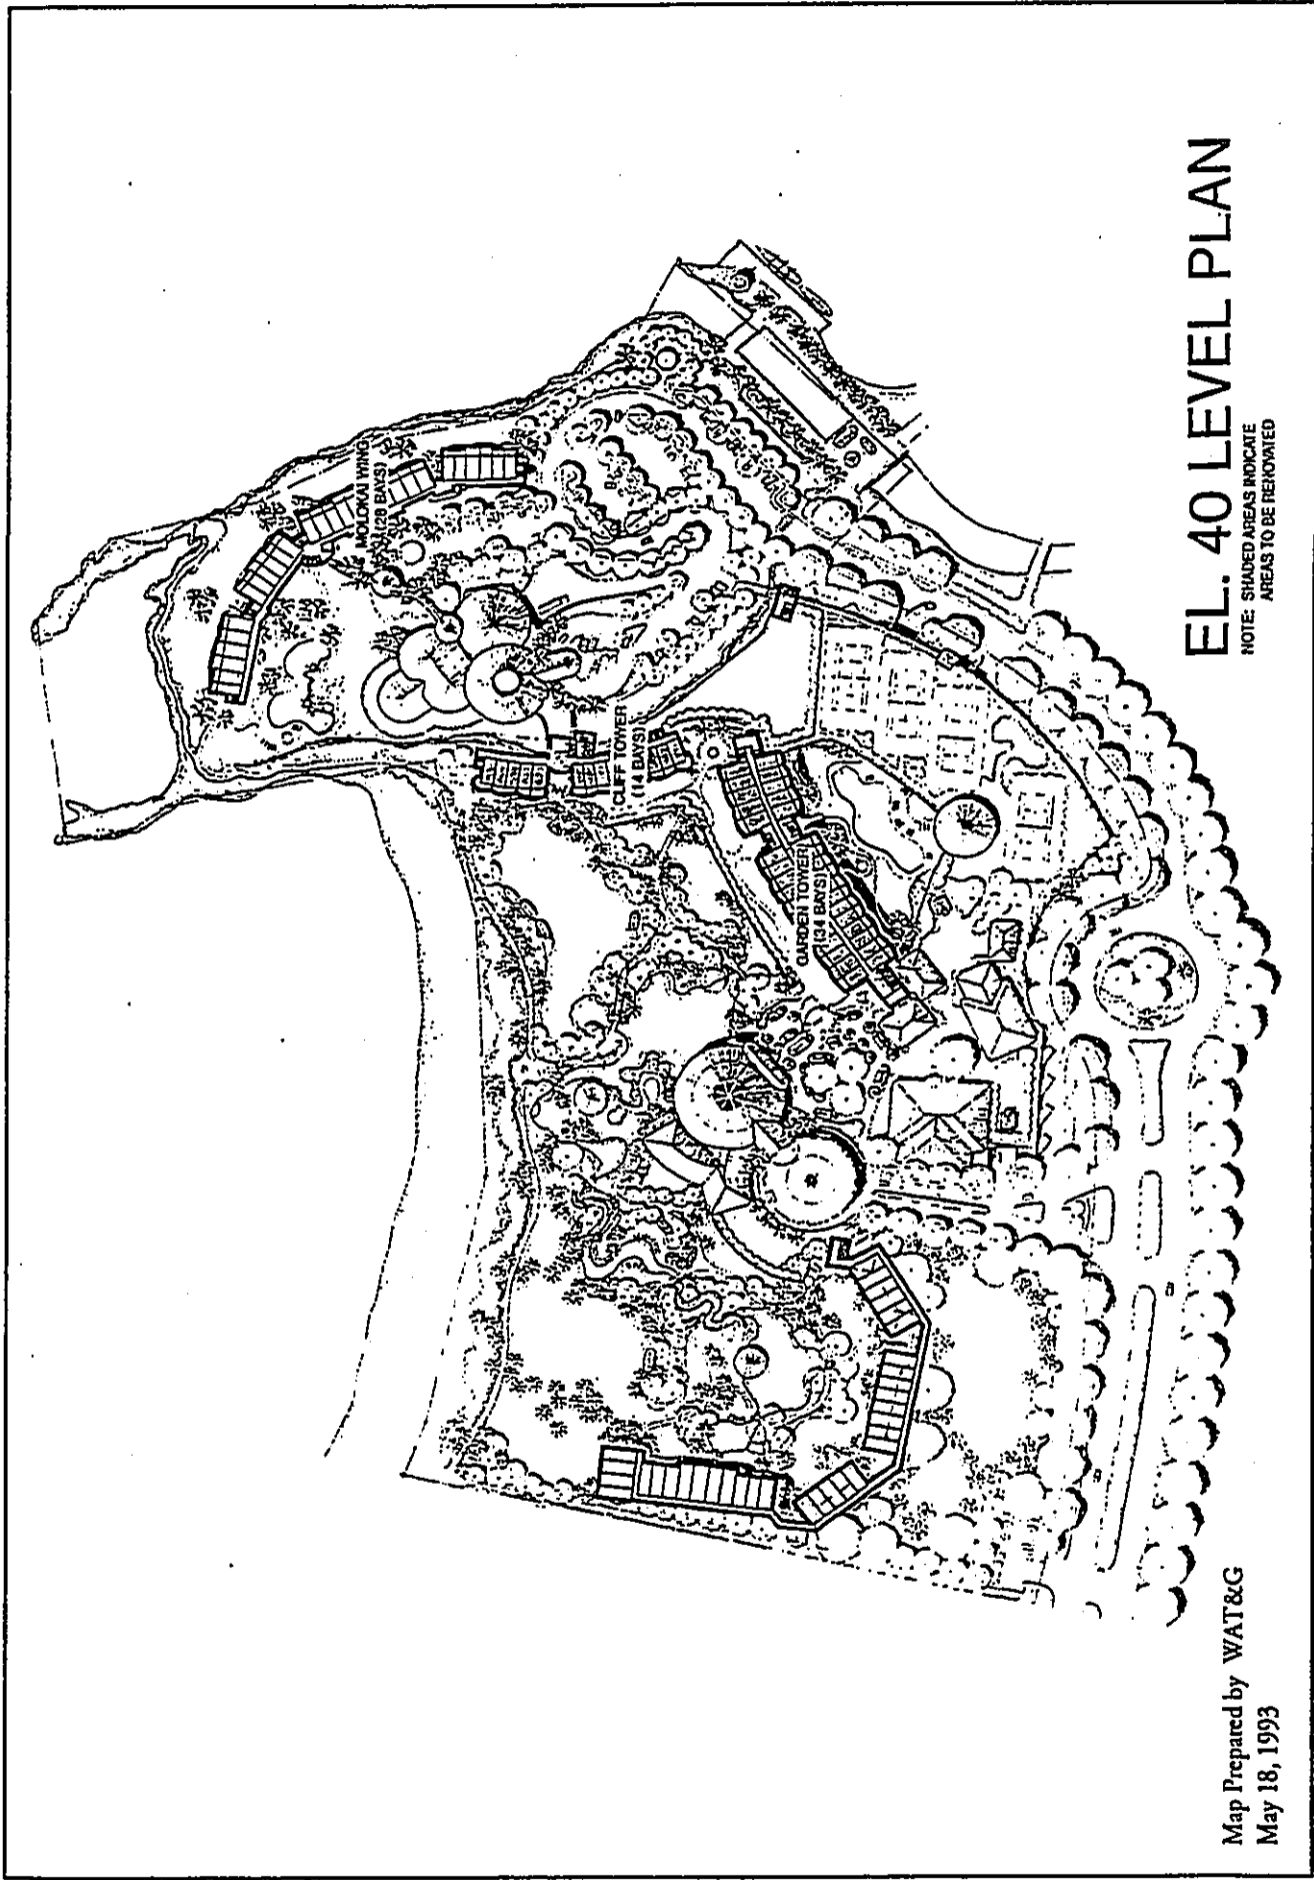 MOLOKAI WING
(28 BAYS)
CLIFF TOWER
(14 BAYS)
GARDEN TOWER
(34 BAYS)
EL. 40 LEVEL PLAN
NOTE: SHADED AREAS INDICATE
AREAS TO BE RENOVATED
Map Prepared by WAT&G
May 18, 1993